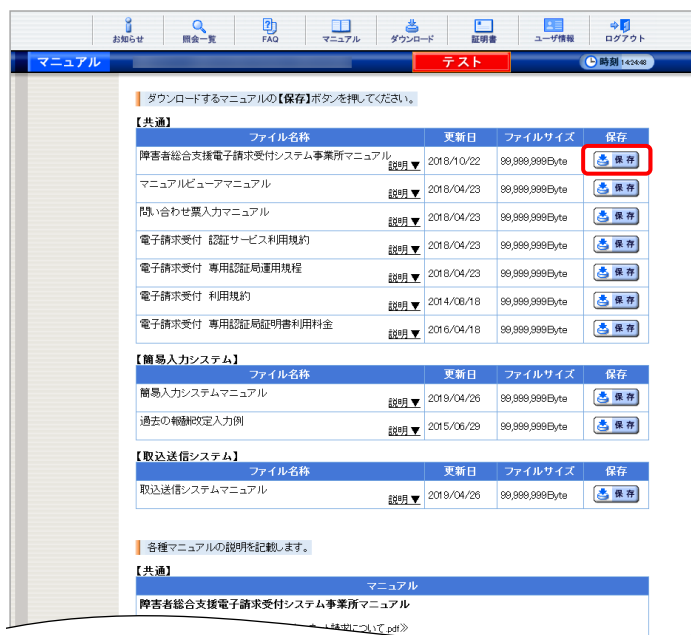 お知らせ 照会一覧 FAQ マニュアル ダウンロード 証明書 ユーザ情報 ログアウト
マニュアル テスト 時刻 14:24:48
ダウンロードするマニュアルの【保存】ボタンを押してください。
【共通】
ファイル名称 更新日 ファイルサイズ 保存
障害者総合支援電子請求受付システム事業所マニュアル 説明▼ 2018/10/22 99,999,999Byte 保存
マニュアルビューアマニュアル 説明▼ 2018/04/23 99,999,999Byte 保存
問い合わせ票入力マニュアル 説明▼ 2018/04/23 99,999,999Byte 保存
電子請求受付 認証サービス利用規約 説明▼ 2018/04/23 99,999,999Byte 保存
電子請求受付 専用認証局運用規程 説明▼ 2018/04/23 99,999,999Byte 保存
電子請求受付 利用規約 説明▼ 2014/08/18 99,999,999Byte 保存
電子請求受付 専用認証局証明書利用料金 説明▼ 2016/04/18 99,999,999Byte 保存
【簡易入力システム】
ファイル名称 更新日 ファイルサイズ 保存
簡易入力システムマニュアル 説明▼ 2019/04/26 99,999,999Byte 保存
過去の報酬改定入力例 説明▼ 2015/06/29 99,999,999Byte 保存
【取込送信システム】
ファイル名称 更新日 ファイルサイズ 保存
取込送信システムマニュアル 説明▼ 2019/04/26 99,999,999Byte 保存
各種マニュアルの説明を記載します。
【共通】
マニュアル
障害者総合支援電子請求受付システム事業所マニュアル
請求について.pdf≫